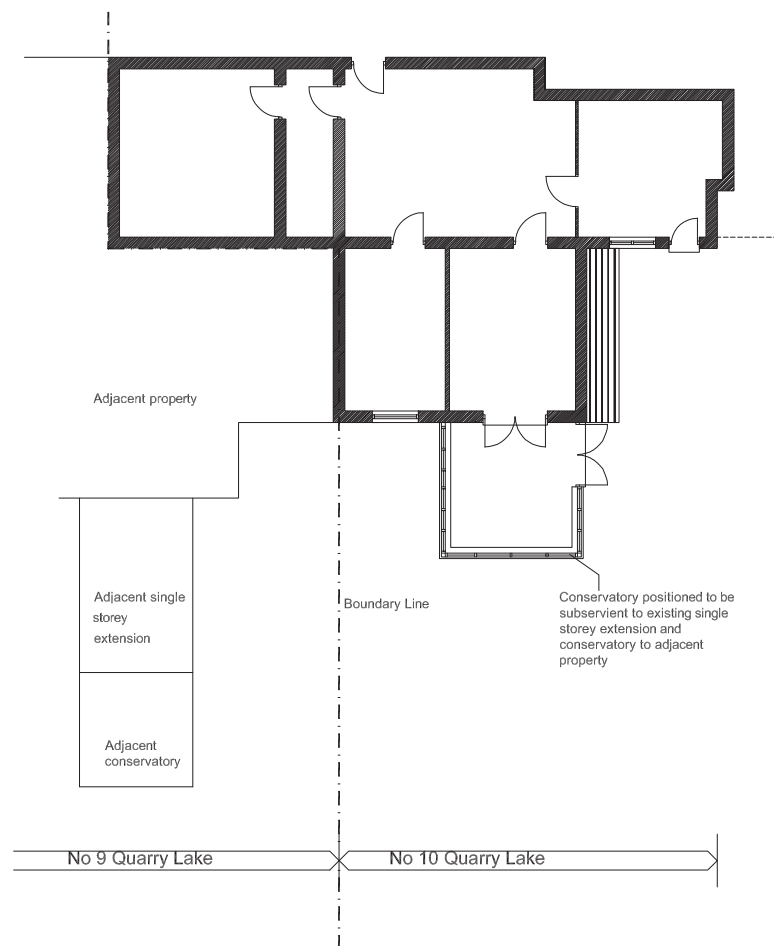 Adjacent property
Adjacent single
storey
extension
Boundary Line
Conservatory positioned to be
subservient to existing single
storey extension and
conservatory to adjacent
property
Adjacent
conservatory
No 9 Quarry Lake
No 10 Quarry Lake